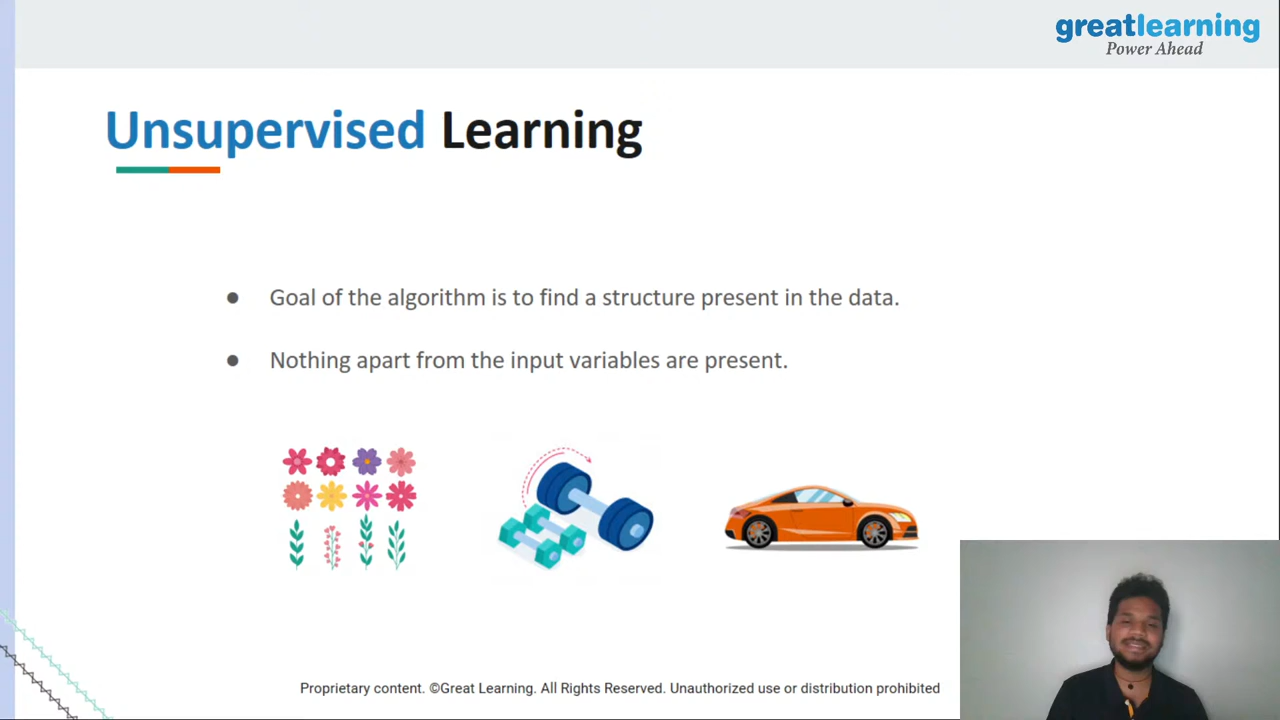 greatlearning
Power Ahead
Unsupervised Learning
● Goal of the algorithm is to find a structure present in the data.
● Nothing apart from the input variables are present.
Proprietary content. ©Great Learning. All Rights Reserved. Unauthorized use or distribution prohibited